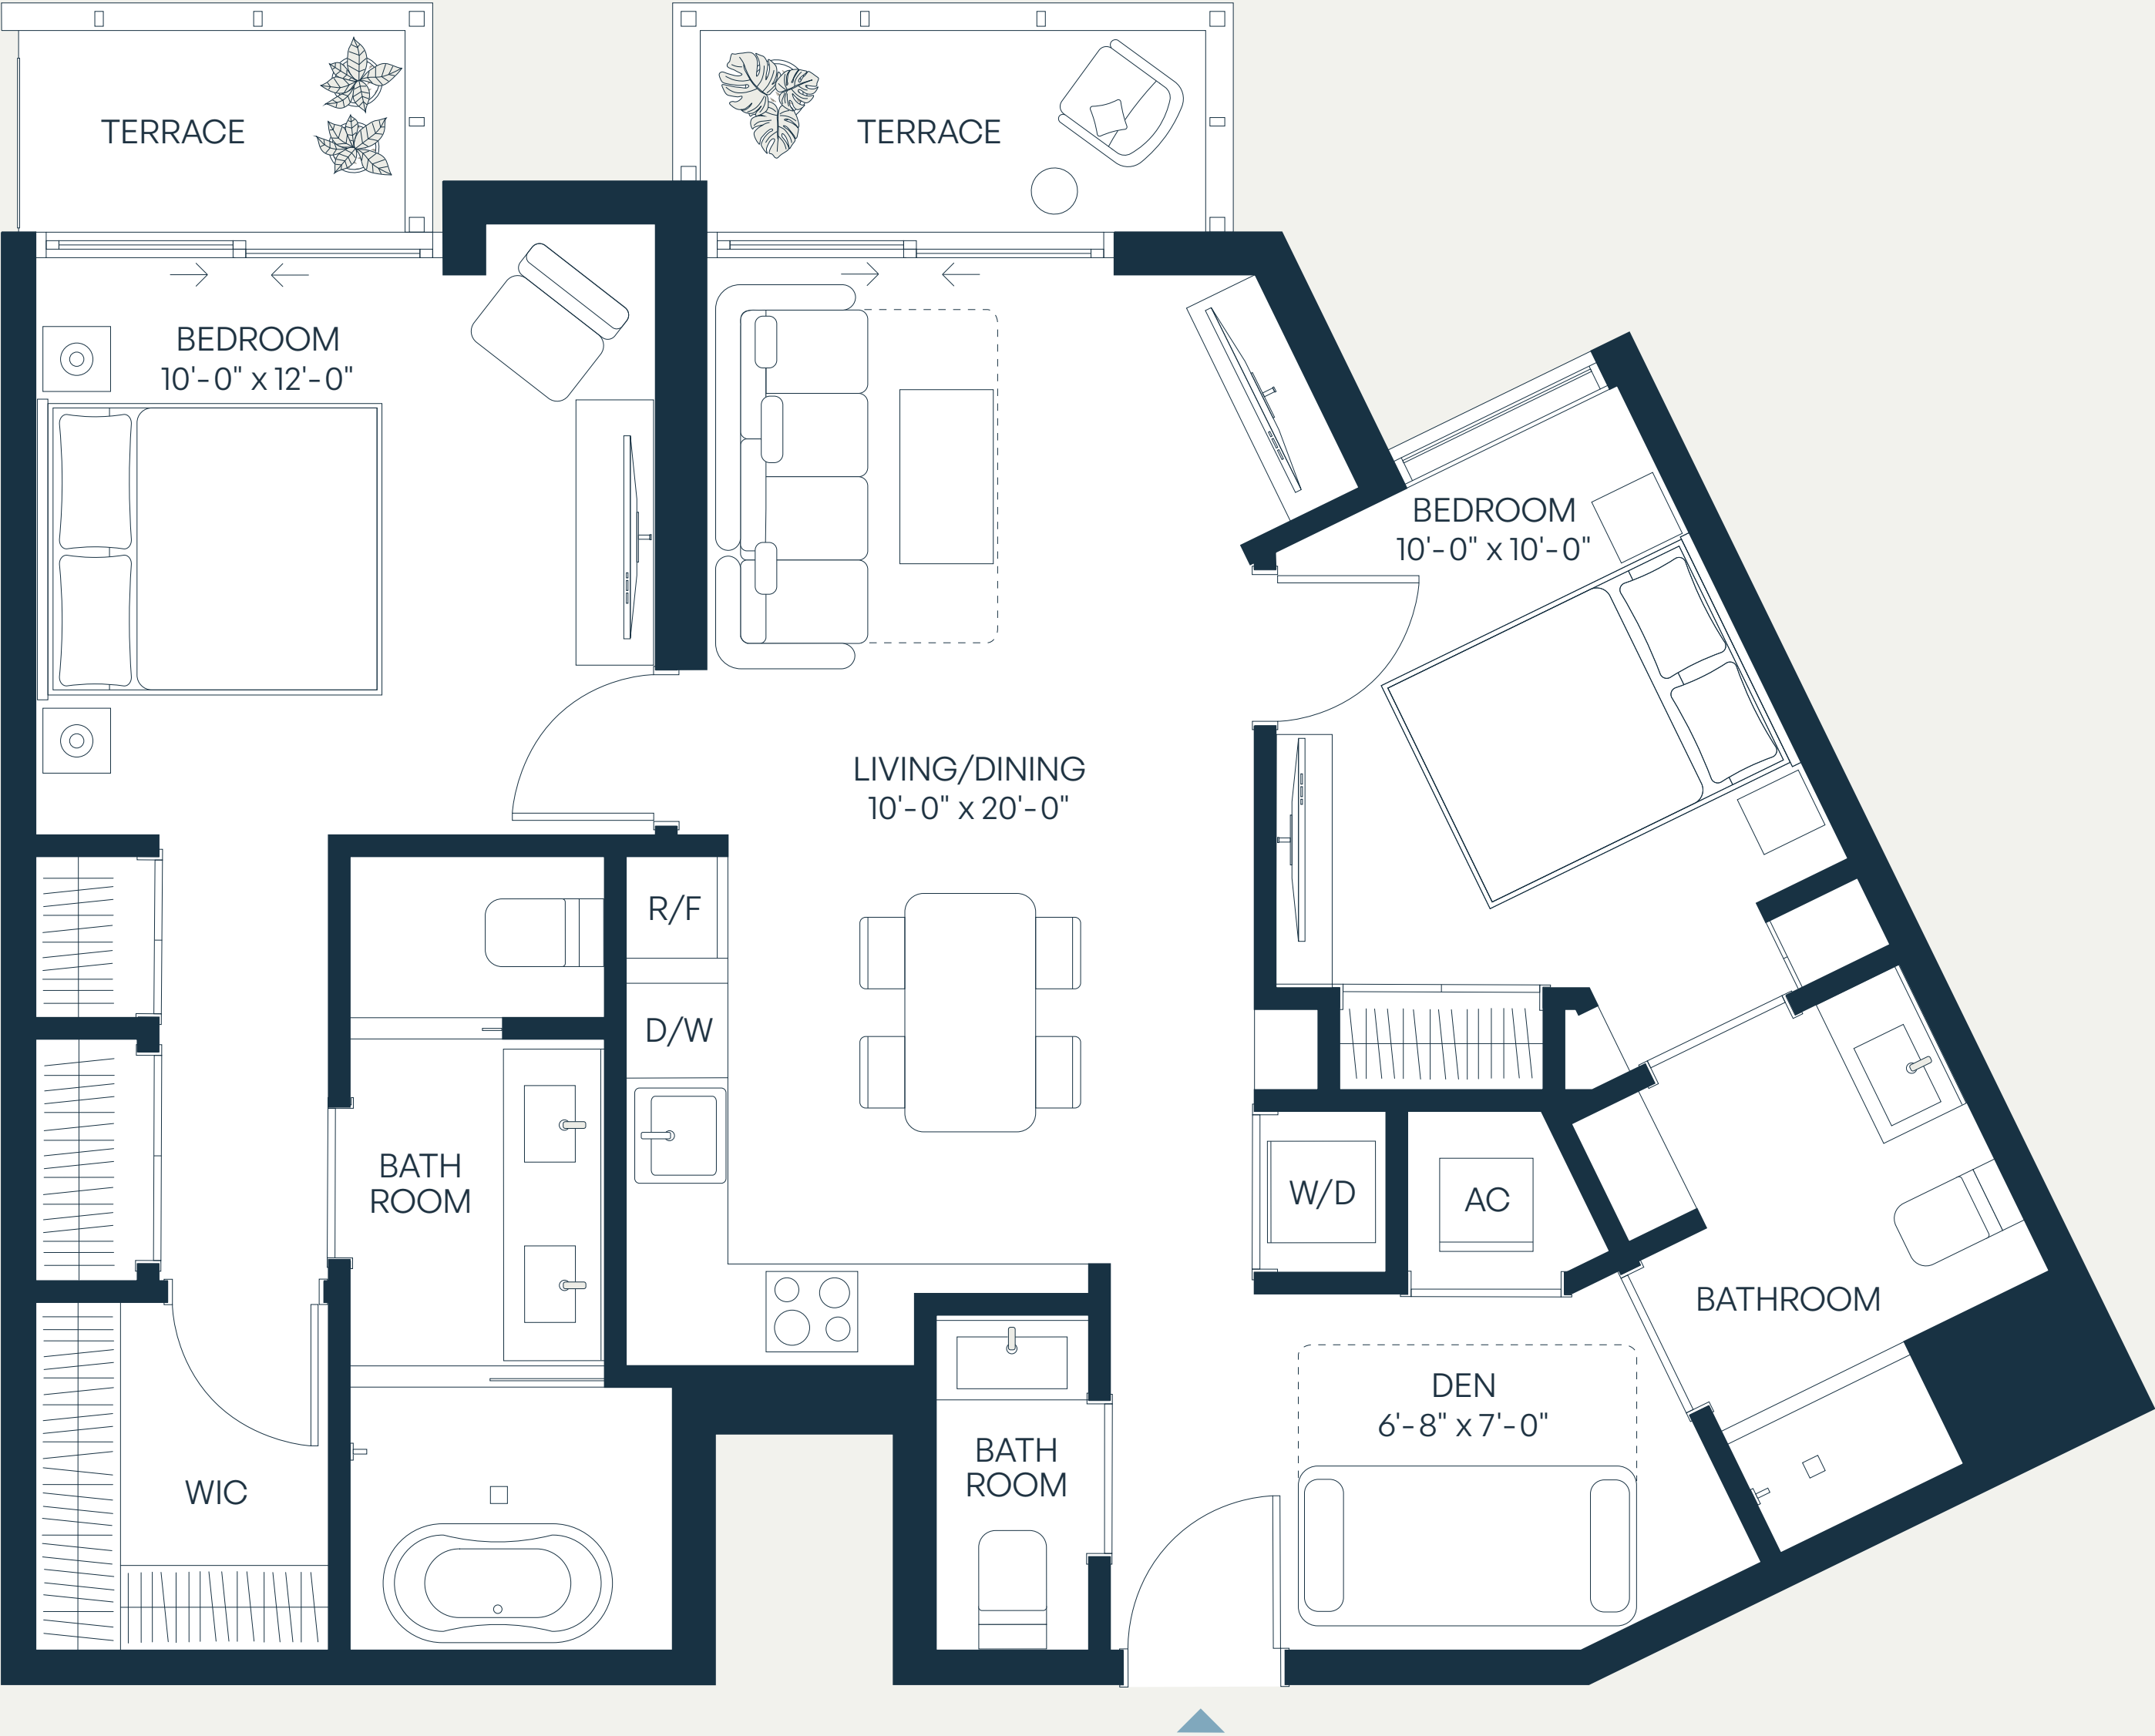 TERRACE
TERRACE
BEDROOM
10'-0" x 12'-0"
BEDROOM
10'-0" x 10'-0"
LIVING/DINING
10'-0" x 20'-0"
R/F
D/W
BATH
ROOM
W/D
AC
BATHROOM
DEN
6'-8" x 7'-0"
BATH
ROOM
WIC